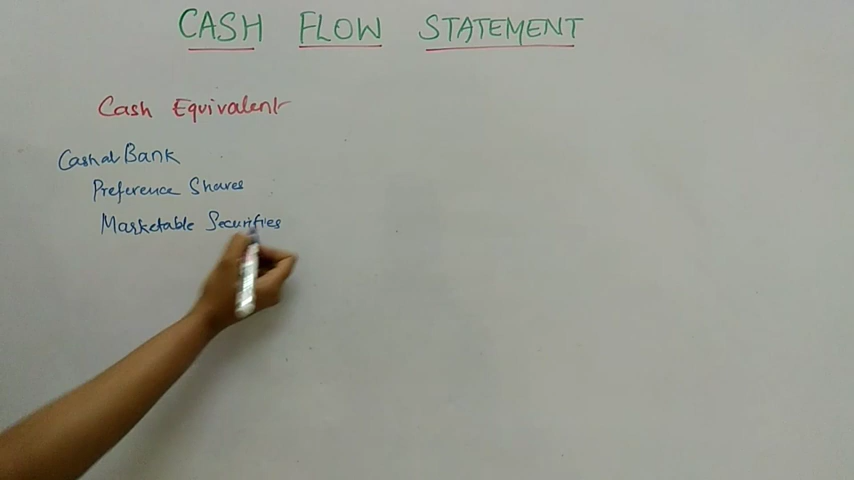 CASH FLOW STATEMENT
Cash Equivalent
Cash at Bank
Preference Shares
Marketable Securities